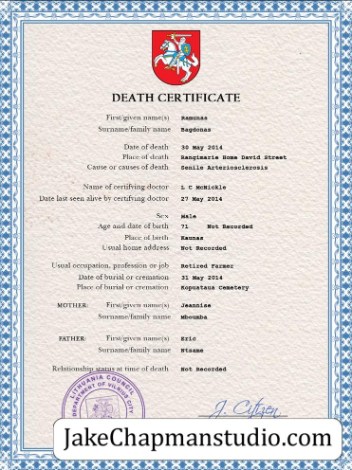 DEATH CERTIFICATE
First/given name(s) Ramunas
Surname/family name Bagdonas
Date of death 30 May 2014
Place of death Rangimarie Home David Street
Cause or causes of death Senile Arteriosclerosis
Name of certifying doctor L C McNickle
Date last seen alive by certifying doctor 27 May 2014
Sex Male
Age and date of birth 71 Not Recorded
Place of birth Kaunas
Usual home address Not Recorded
Usual occupation, profession or job Retired Farmer
Date of burial or cremation 31 May 2014
Place of burial or cremation Kopustaus Cemetery
MOTHER: First/given name(s) Jeannise
Surname/family name Mboumba
FATHER: First/given name(s) Eric
Surname/family name Ntsame
Relationship status at time of death Not Recorded
LITHUANIA COUNCIL
DEPARTMENT OF VILNIUS CITY
J. Citizen
JakeChapmanstudio.com